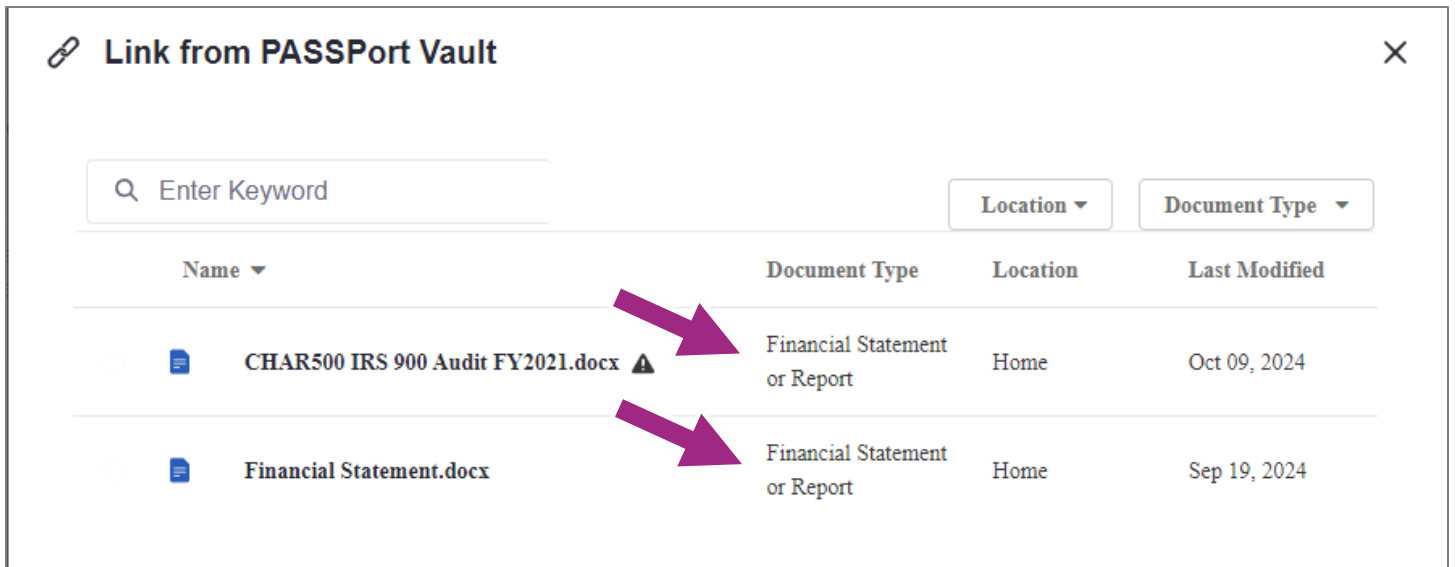 Link from PASSPort Vault
Enter Keyword
Location
Document Type
Name
Document Type
Location
Last Modified
CHAR500 IRS 900 Audit FY2021.docx
Financial Statement
or Report
Home
Oct 09, 2024
Financial Statement.docx
Financial Statement
or Report
Home
Sep 19, 2024